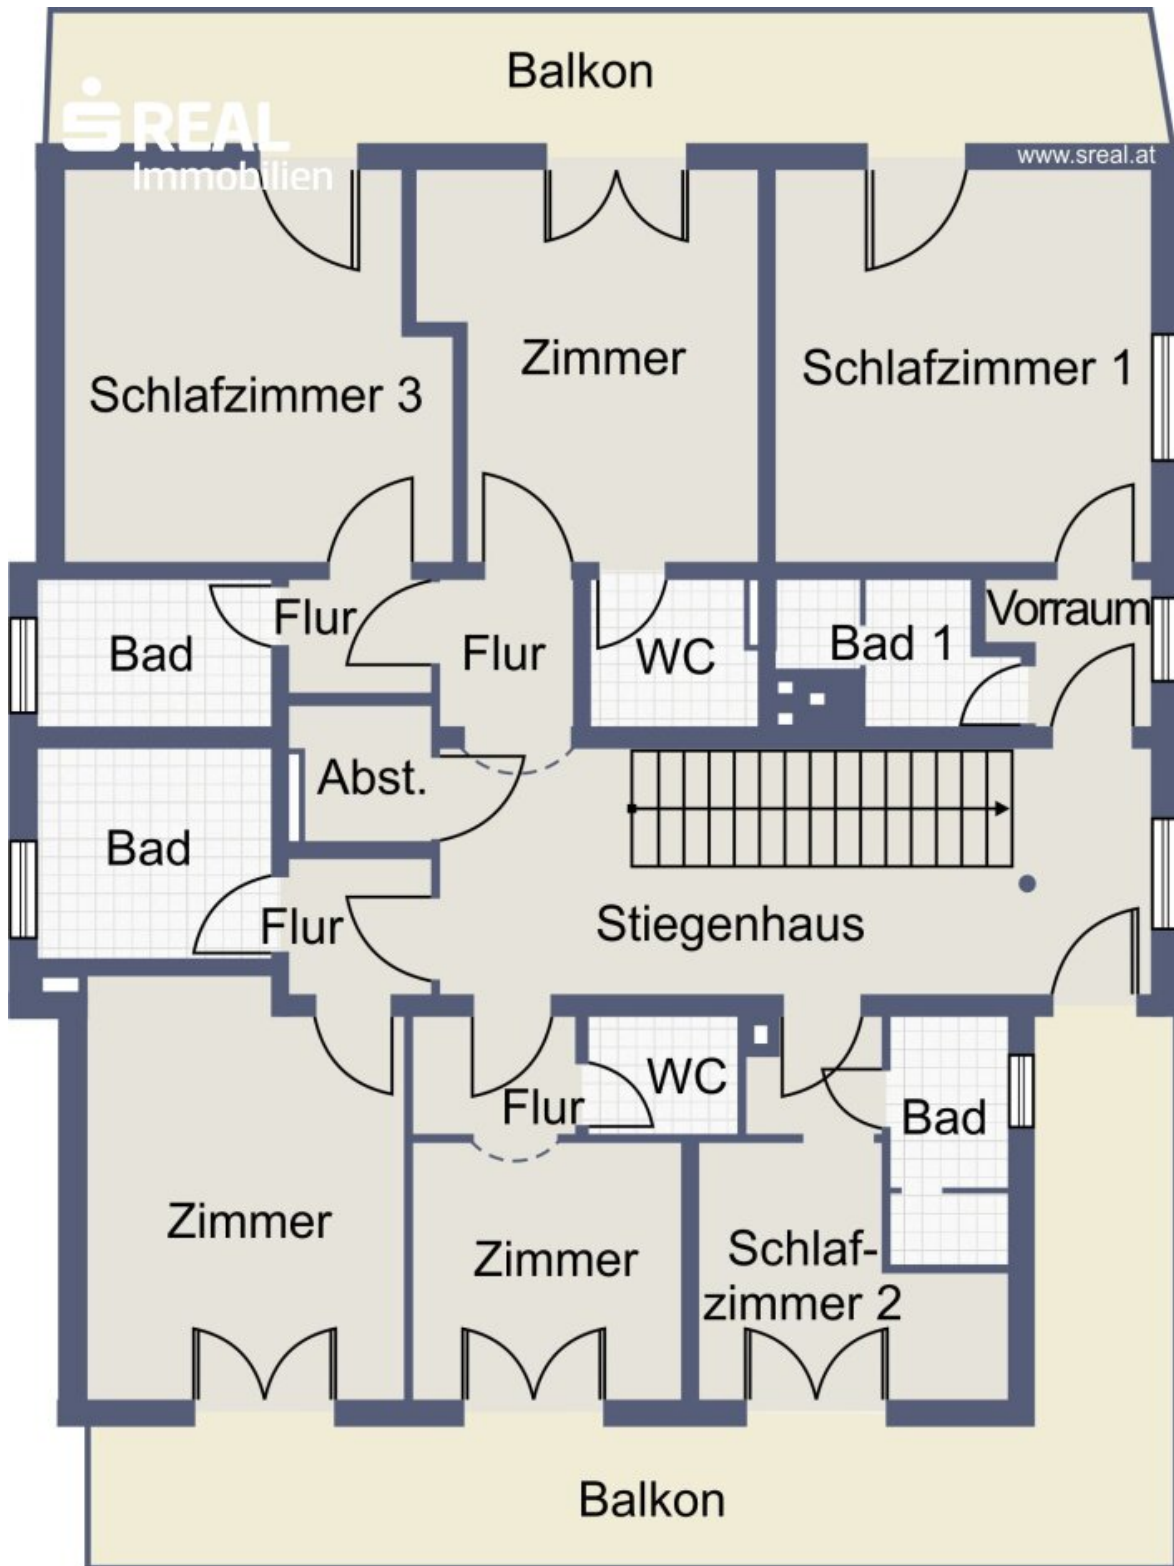 Balkon
S REAL
Immobilien
www.sreal.at
Schlafzimmer 3
Zimmer
Schlafzimmer 1
Bad
Flur
Flur
WC
Bad 1
Vorraum
Abst.
Bad
Flur
Stiegenhaus
Flur
WC
Bad
Zimmer
Zimmer
Schlaf-
zimmer 2
Balkon